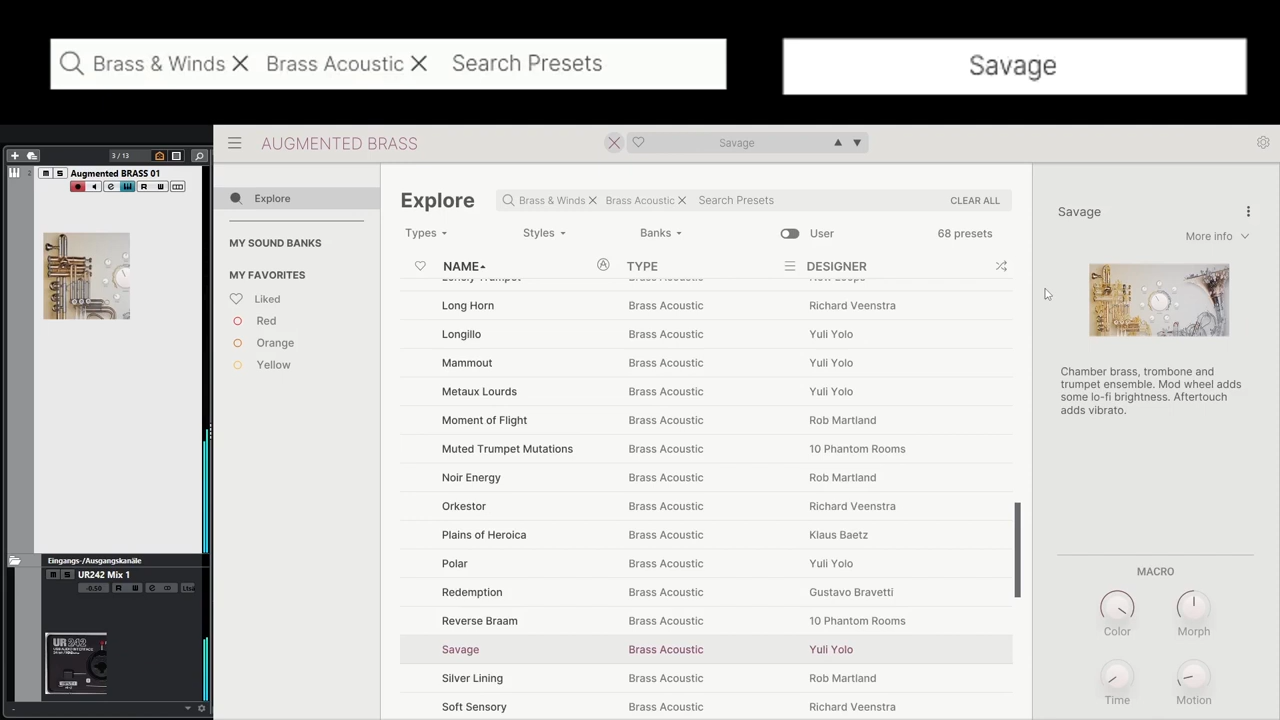 Brass & Winds Brass Acoustic Search Presets
Savage
3 / 13
2 M S Augmented BRASS 01
R W
Eingangs-/Ausgangskanäle
M S UR242 Mix 1
-0.58 R W
UR 242
AUGMENTED BRASS
Savage
Explore
MY SOUND BANKS
MY FAVORITES
Liked
Red
Orange
Yellow
Explore Brass & Winds Brass Acoustic Search Presets CLEAR ALL
Types Styles Banks User 68 presets
NAME TYPE DESIGNER
Long Horn Brass Acoustic Richard Veenstra
Longillo Brass Acoustic Yuli Yolo
Mammout Brass Acoustic Yuli Yolo
Metaux Lourds Brass Acoustic Yuli Yolo
Moment of Flight Brass Acoustic Rob Martland
Muted Trumpet Mutations Brass Acoustic 10 Phantom Rooms
Noir Energy Brass Acoustic Rob Martland
Orkestor Brass Acoustic Richard Veenstra
Plains of Heroica Brass Acoustic Klaus Baetz
Polar Brass Acoustic Yuli Yolo
Redemption Brass Acoustic Gustavo Bravetti
Reverse Braam Brass Acoustic 10 Phantom Rooms
Savage Brass Acoustic Yuli Yolo
Silver Lining Brass Acoustic Rob Martland
Soft Sensory Brass Acoustic Richard Veenstra
Savage
More info
Chamber brass, trombone and
trumpet ensemble. Mod wheel adds
some lo-fi brightness. Aftertouch
adds vibrato.
MACRO
Color Morph
Time Motion